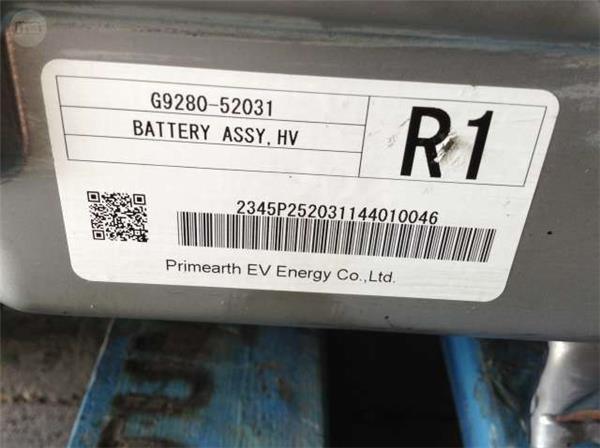 G9280-52031
BATTERY ASSY, HV
R1
2345P252031144010046
Primearth EV Energy Co.,Ltd.